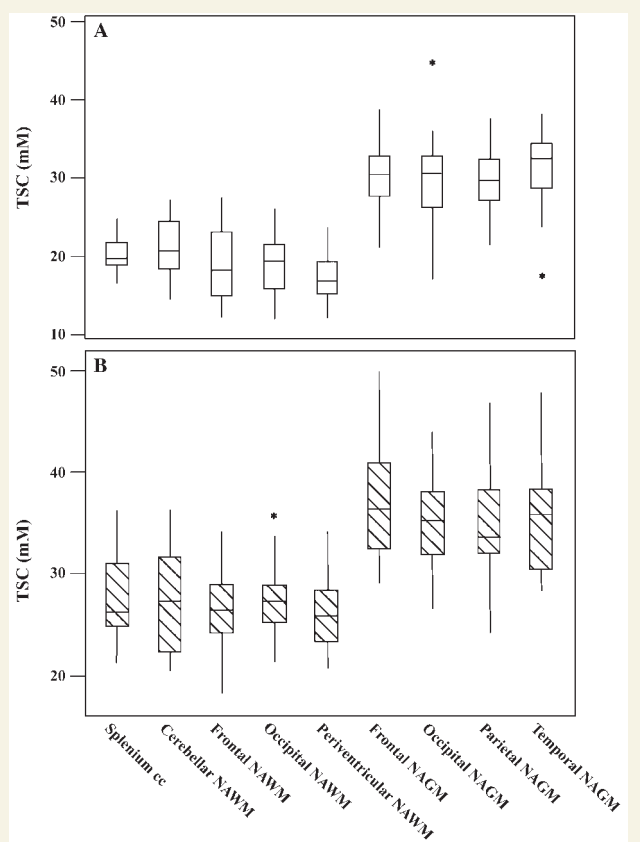 A
50
40
30
20
10
TSC (mM)
B
50
40
30
20
TSC (mM)
Splenium cc
Cerebellar NAWM
Frontal NAWM
Occipital NAWM
Periventricular NAWM
Frontal NAGM
Occipital NAGM
Parietal NAGM
Temporal NAGM